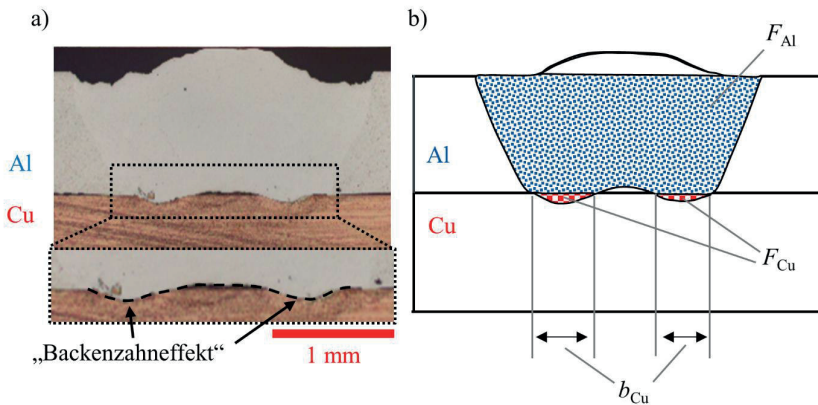 a)
Al
Cu
„Backenzahneffekt“
1 mm
b)
F_Al
Al
Cu
F_Cu
b_Cu